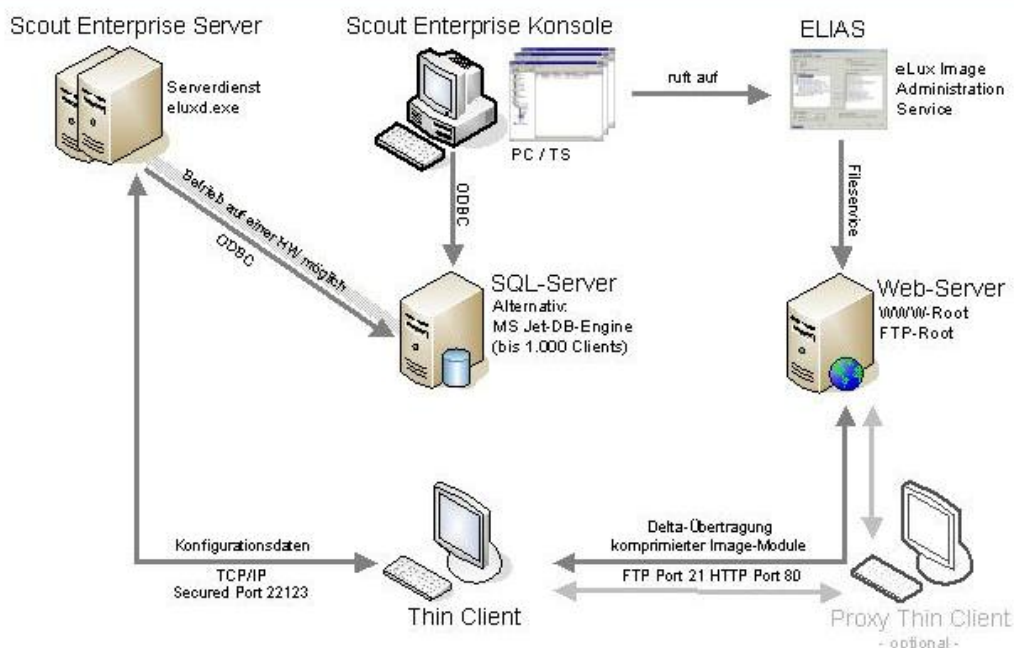 Scout Enterprise Server
Scout Enterprise Konsole
ELIAS
Serverdienst
eluxd.exe
PC / TS
ruft auf
eLux Image
Administration
Service
Betrieb auf einer HW möglich
ODBC
ODBC
Fileservice
SQL-Server
Alternativ:
MS Jet-DB-Engine
(bis 1.000 Clients)
Web-Server
WWW-Root
FTP-Root
Konfigurationsdaten
TCP/IP
Secured Port 22123
Thin Client
Delta-Übertragung
komprimierter Image-Module
FTP Port 21 HTTP Port 80
Proxy Thin Client
- optional -